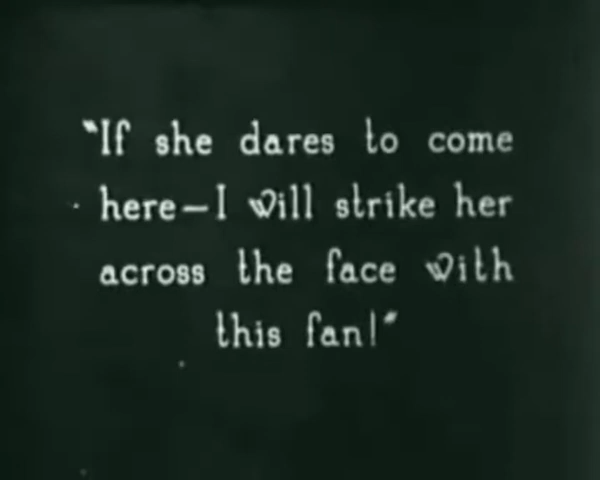 "If she dares to come
here—I will strike her
across the face with
this fan!"